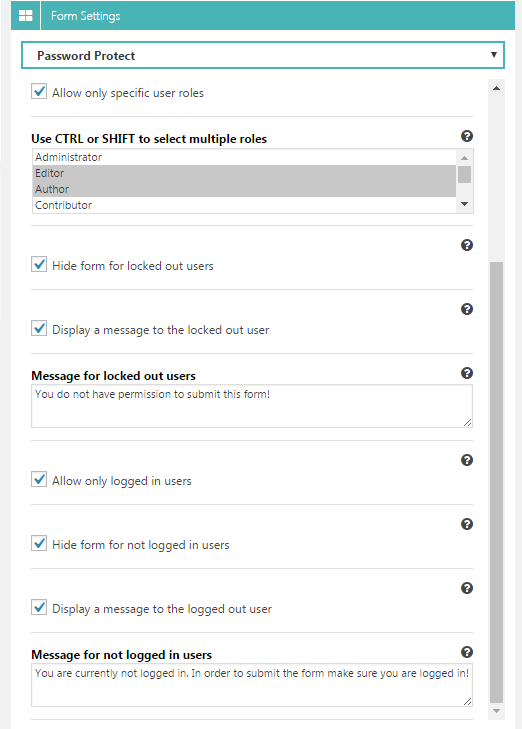 Form Settings
Password Protect
Allow only specific user roles
Use CTRL or SHIFT to select multiple roles
Administrator
Editor
Author
Contributor
Hide form for locked out users
Display a message to the locked out user
Message for locked out users
You do not have permission to submit this form!
Allow only logged in users
Hide form for not logged in users
Display a message to the logged out user
Message for not logged in users
You are currently not logged in. In order to submit the form make sure you are logged in!